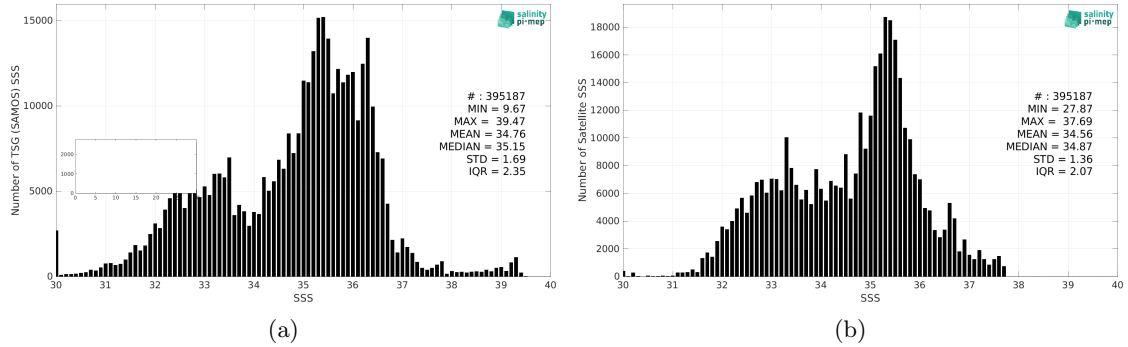 15000
10000
5000
0
Number of TSG (SAMOS) SSS
2000
1000
0
0 5 10 15 20 25
salinity
pi-mep
# : 395187
MIN = 9.67
MAX = 39.47
MEAN = 34.76
MEDIAN = 35.15
STD = 1.69
IQR = 2.35
30 31 32 33 34 35 36 37 38 39 40
SSS
(a)
18000
16000
14000
12000
10000
8000
6000
4000
2000
0
Number of Satellite SSS
salinity
pi-mep
# : 395187
MIN = 27.87
MAX = 37.69
MEAN = 34.56
MEDIAN = 34.87
STD = 1.36
IQR = 2.07
30 31 32 33 34 35 36 37 38 39 40
SSS
(b)